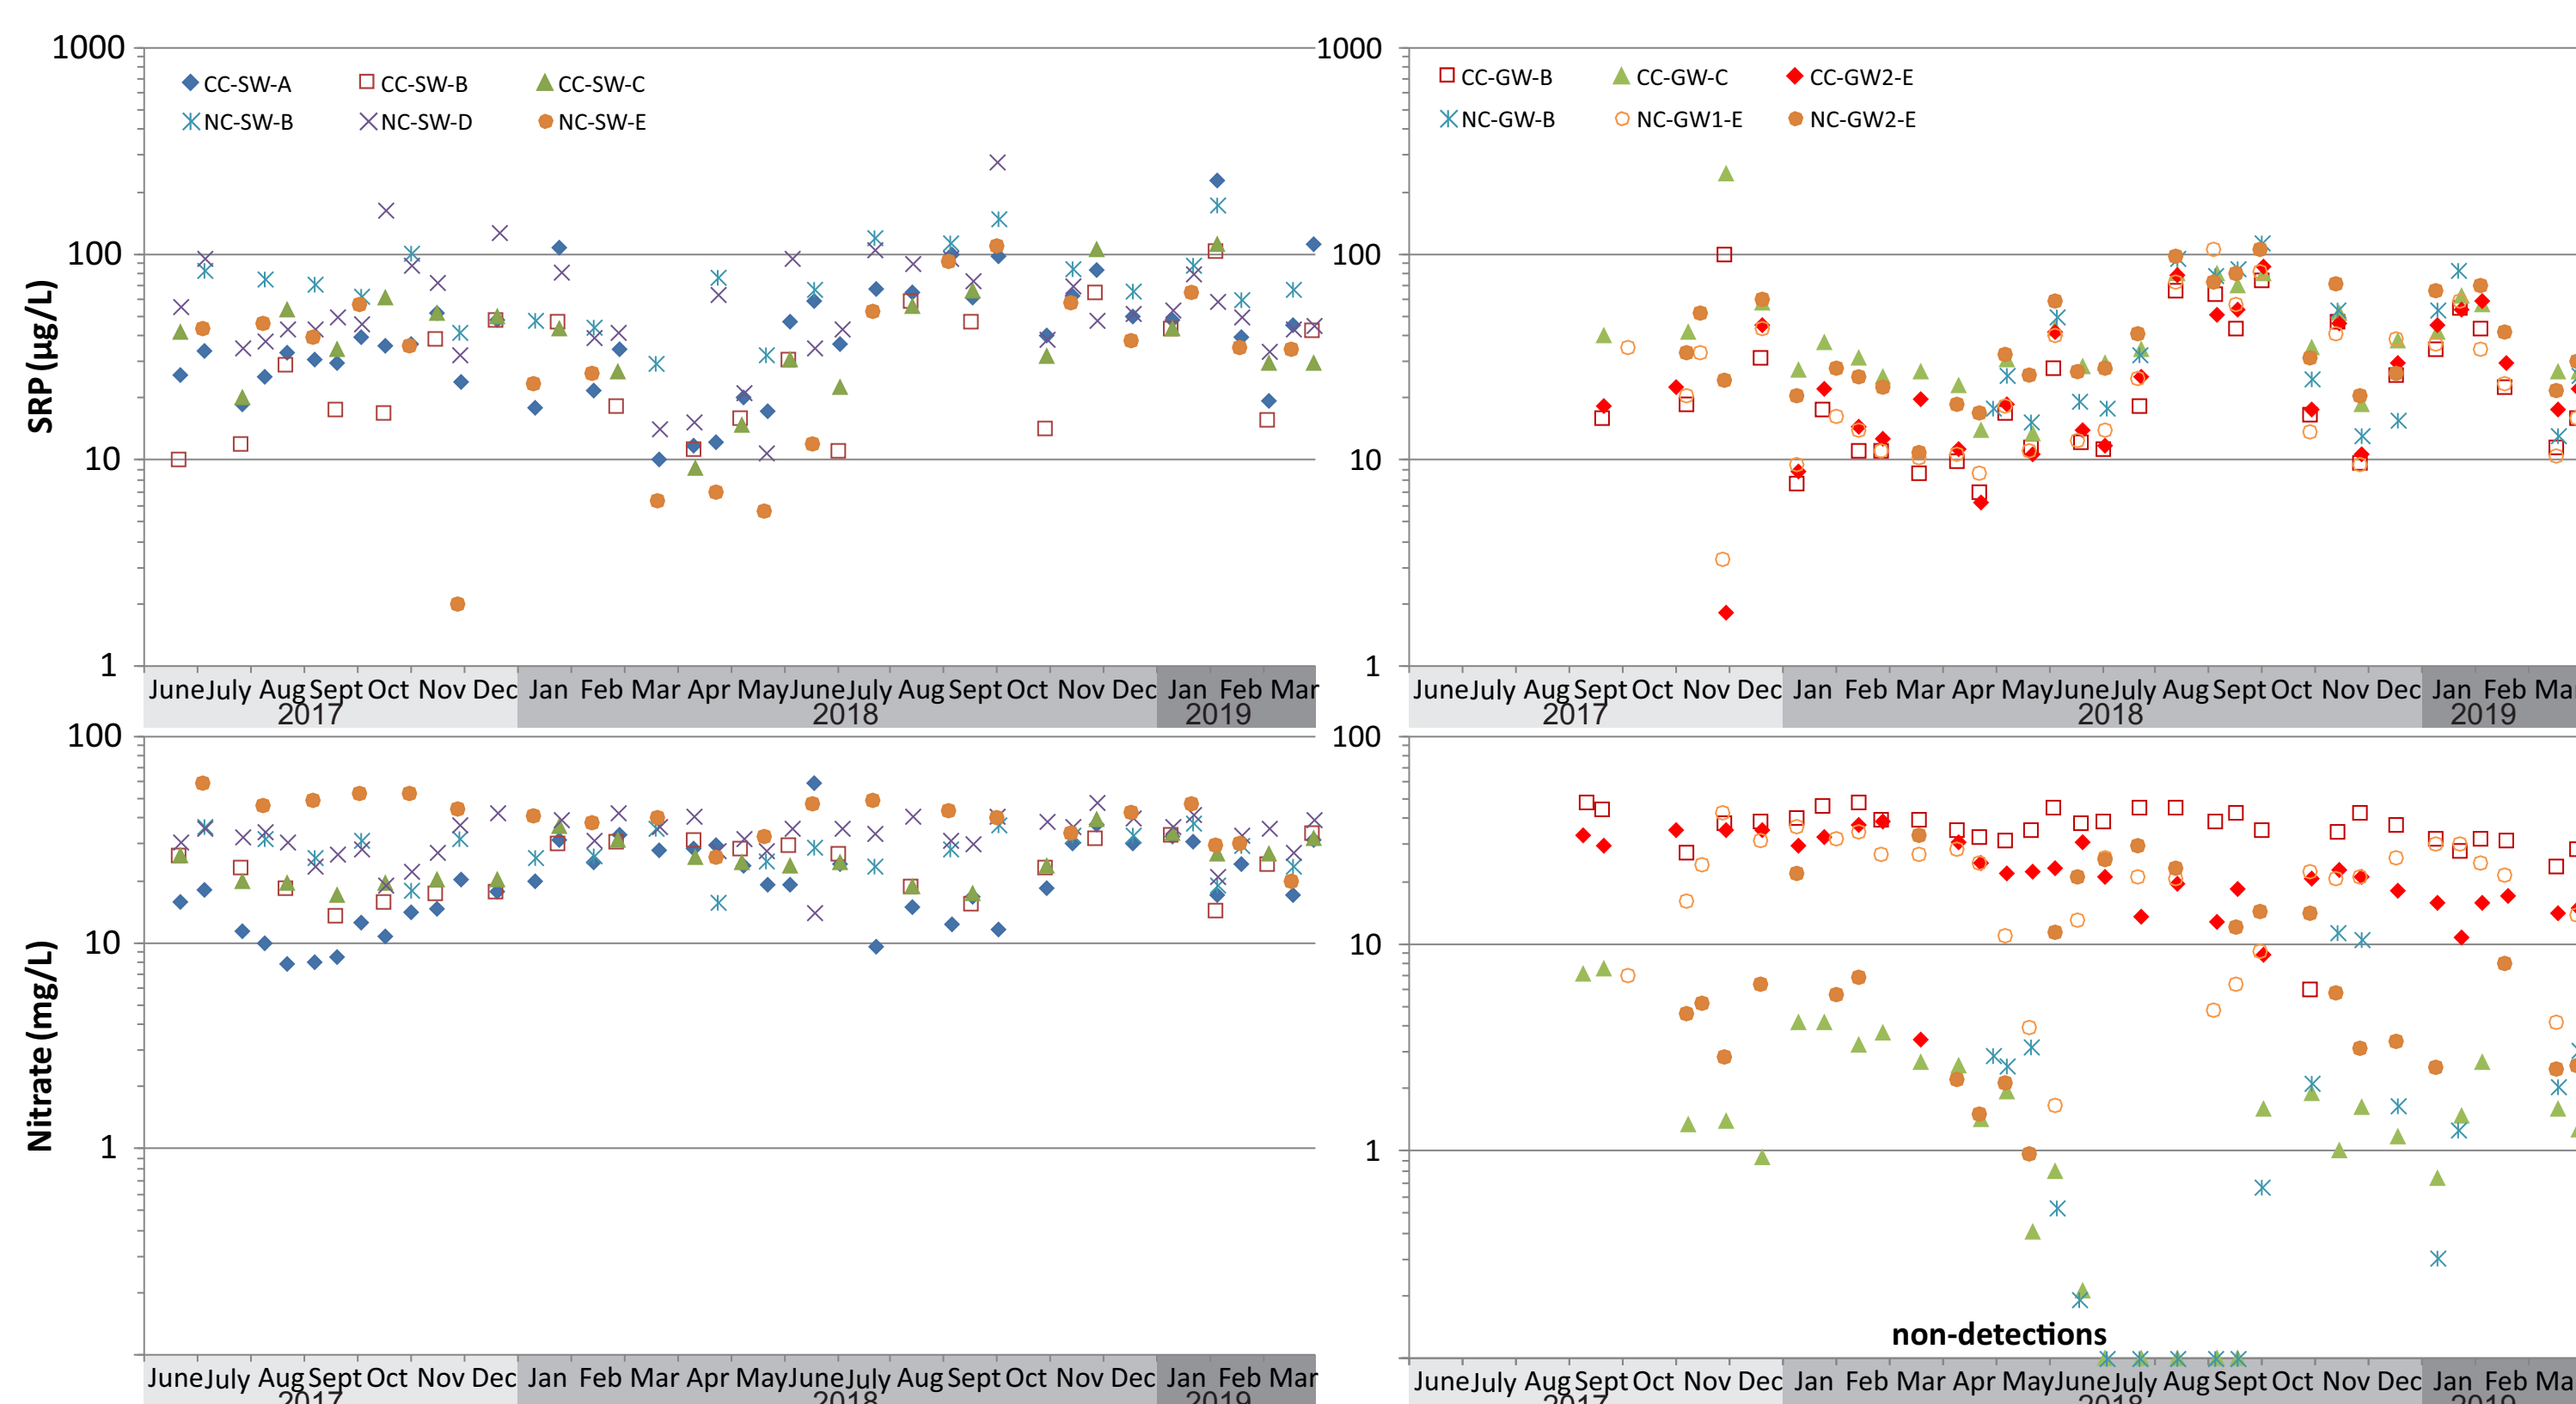 1000
100
10
1
SRP (µg/L)
CC-SW-A CC-SW-B CC-SW-C
NC-SW-B NC-SW-D NC-SW-E
June July Aug Sept Oct Nov Dec Jan Feb Mar Apr May June July Aug Sept Oct Nov Dec Jan Feb Mar
2017 2018 2019
1000
100
10
1
CC-GW-B CC-GW-C CC-GW2-E
NC-GW-B NC-GW1-E NC-GW2-E
June July Aug Sept Oct Nov Dec Jan Feb Mar Apr May June July Aug Sept Oct Nov Dec Jan Feb Ma
2017 2018 2019
100
10
1
Nitrate (mg/L)
June July Aug Sept Oct Nov Dec Jan Feb Mar Apr May June July Aug Sept Oct Nov Dec Jan Feb Mar
2017 2018 2019
100
10
1
non-detections
June July Aug Sept Oct Nov Dec Jan Feb Mar Apr May June July Aug Sept Oct Nov Dec Jan Feb Ma
2017 2018 2019